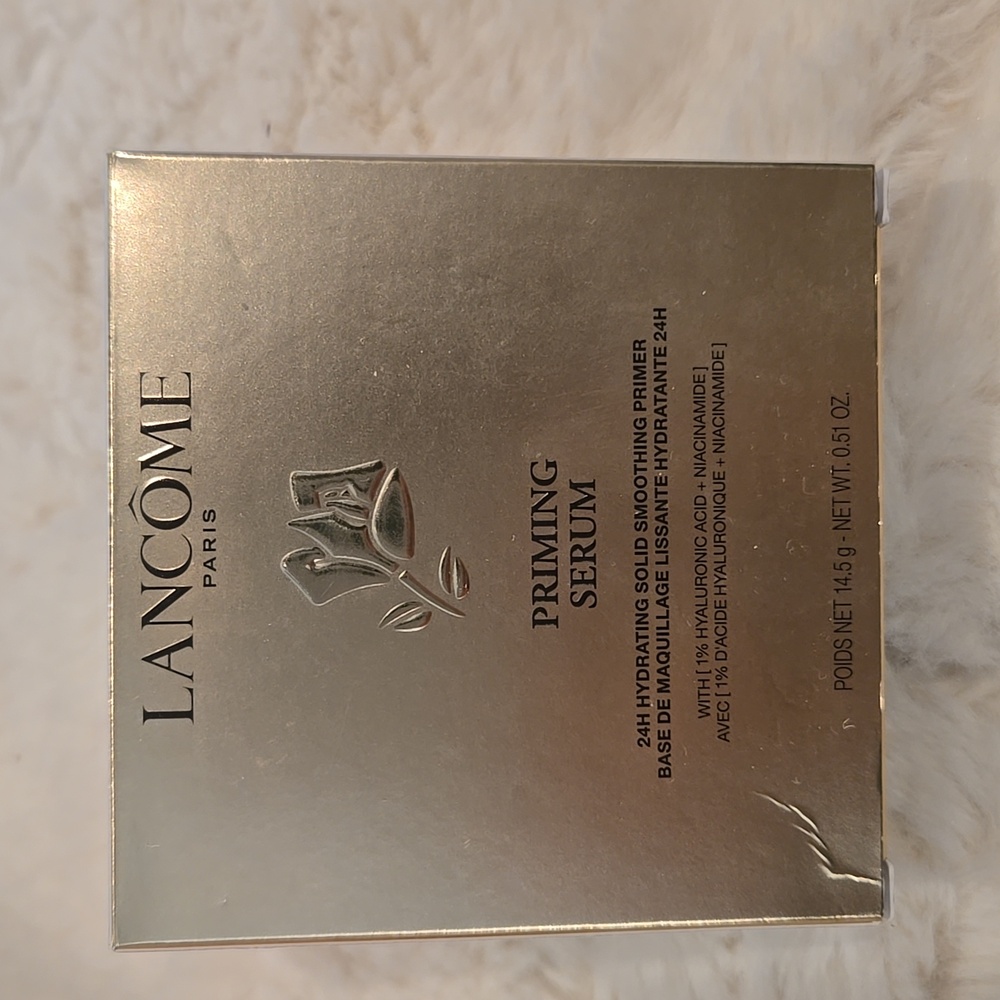 LANCÔME
PARIS
PRIMING
SERUM
24H HYDRATING SOLID SMOOTHING PRIMER
BASE DE MAQUILLAGE LISSANTE HYDRATANTE 24H
WITH [ 1% HYALURONIC ACID + NIACINAMIDE ]
AVEC [ 1% D'ACIDE HYALURONIQUE + NIACINAMIDE ]
POIDS NET 14.5 g - NET WT. 0.51 OZ.